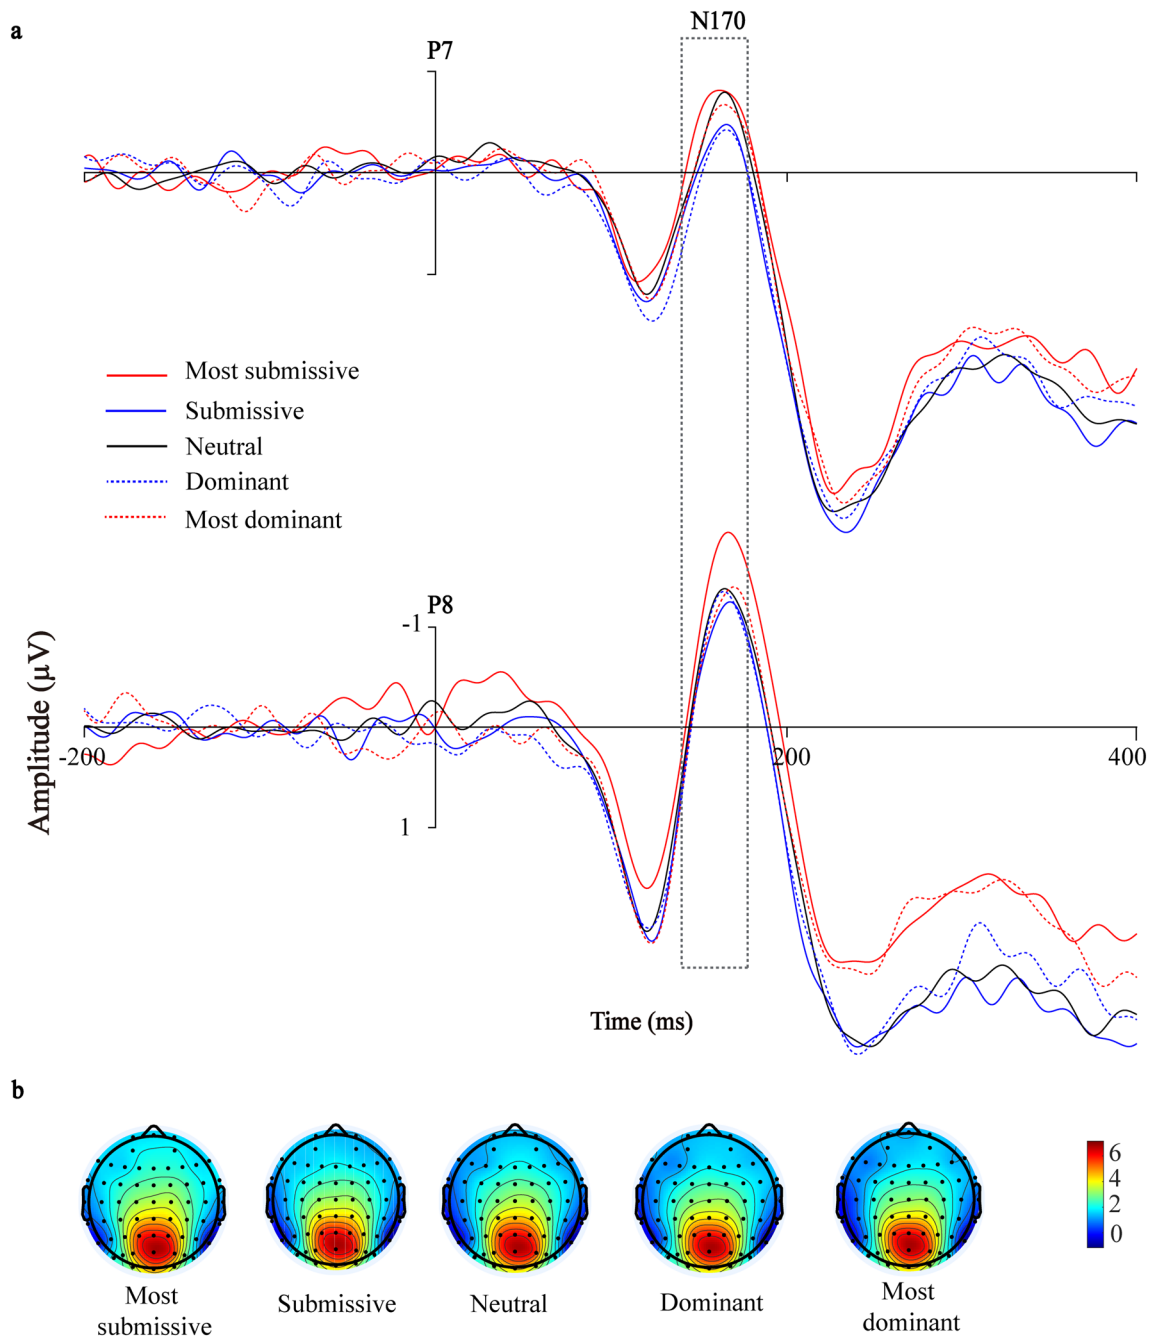 a
N170
P7
Most submissive
Submissive
Neutral
Dominant
Most dominant
P8
-1
Amplitude (μV)
-200
200
400
1
Time (ms)
b
6
4
2
0
Most
submissive
Submissive
Neutral
Dominant
Most
dominant